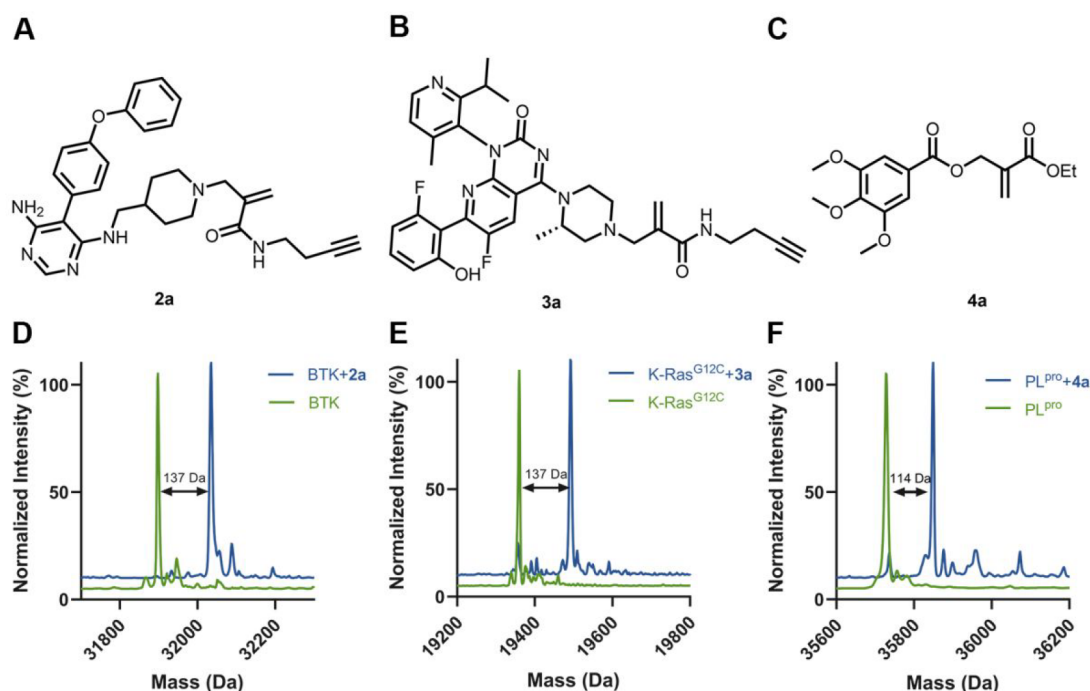 A
B
C
O
NH2
N
N
N
H
N
O
N
H
2a
N
O
N
N
F
N
N
N
F
OH
O
N
H
3a
O
O
O
O
O
O
OEt
4a
D
E
F
Normalized Intensity (%)
100
50
0
BTK+2a
BTK
137 Da
31800
32000
32200
Mass (Da)
Normalized Intensity (%)
100
50
0
K-RasG12C+3a
K-RasG12C
137 Da
19200
19400
19600
19800
Mass (Da)
Normalized Intensity (%)
100
50
0
PLpro+4a
PLpro
114 Da
35600
35800
36000
36200
Mass (Da)